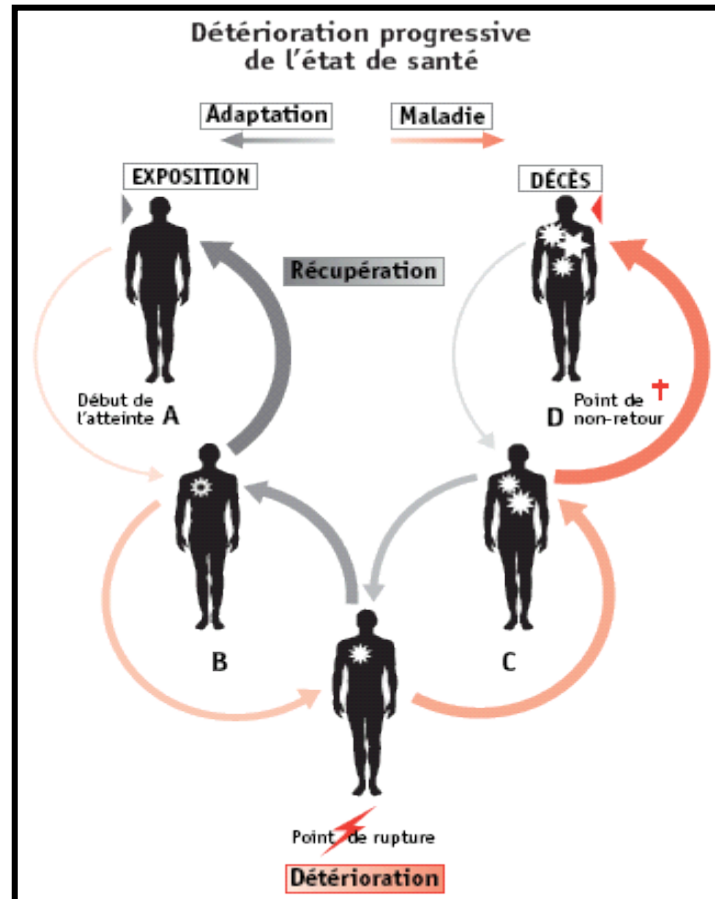 Détérioration progressive
de l'état de santé
Adaptation
Maladie
EXPOSITION
DÉCÈS
Récupération
Début de
l'atteinte A
Point de
D non-retour
B
C
Point de rupture
Détérioration